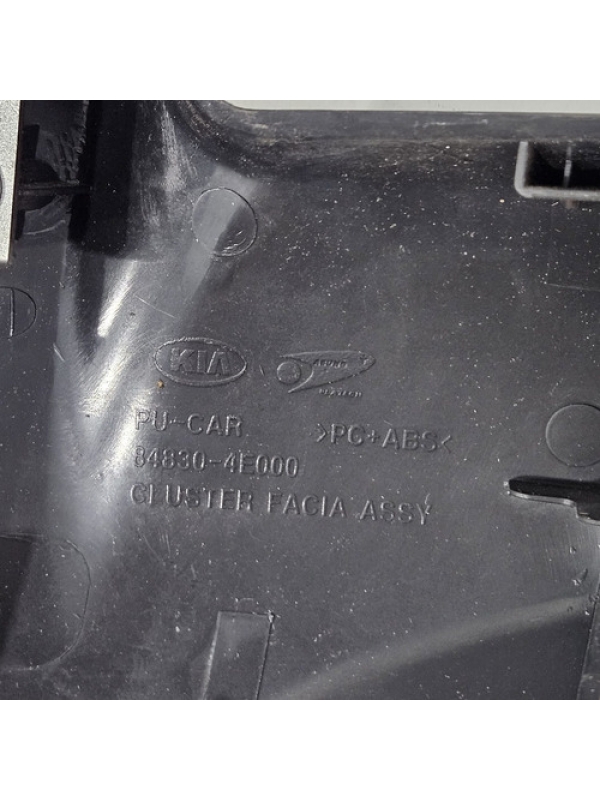 KIA
PU-CAR >PC+ABS<
84830-4E000
CLUSTER FACIA ASSY